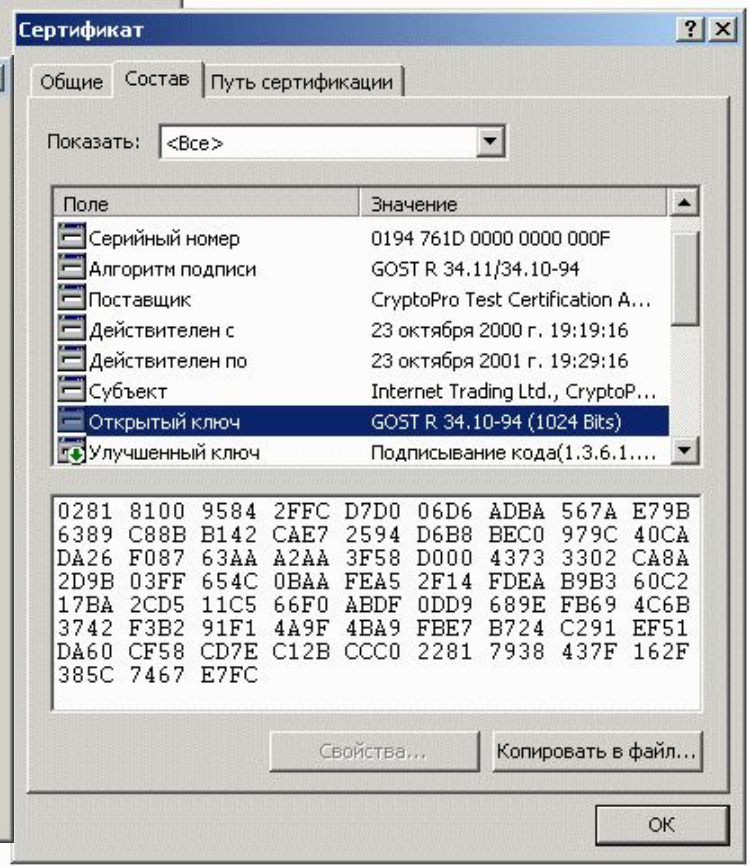 Сертификат
Общие Состав Путь сертификации
Показать: <Все>
Поле Значение
Серийный номер 0194 761D 0000 0000 000F
Алгоритм подписи GOST R 34.11/34.10-94
Поставщик CryptoPro Test Certification A...
Действителен с 23 октября 2000 г. 19:19:16
Действителен по 23 октября 2001 г. 19:29:16
Субъект Internet Trading Ltd., CryptoP...
Открытый ключ GOST R 34.10-94 (1024 Bits)
Улучшенный ключ Подписывание кода(1.3.6.1....
0281 8100 9584 2FFC D7D0 06D6 ADBA 567A E79B
6389 C88B B142 CAE7 2594 D6B8 BEC0 979C 40CA
DA26 F087 63AA A2AA 3F58 D000 4373 3302 CA8A
2D9B 03FF 654C 0BAA FEA5 2F14 FDEA B9B3 60C2
17BA 2CD5 11C5 66F0 ABDF 0DD9 689E FB69 4C6B
3742 F3B2 91F1 4A9F 4BA9 FBE7 B724 C291 EF51
DA60 CF58 CD7E C12B CCC0 2281 7938 437F 162F
385C 7467 E7FC
Свойства... Копировать в файл...
ОК